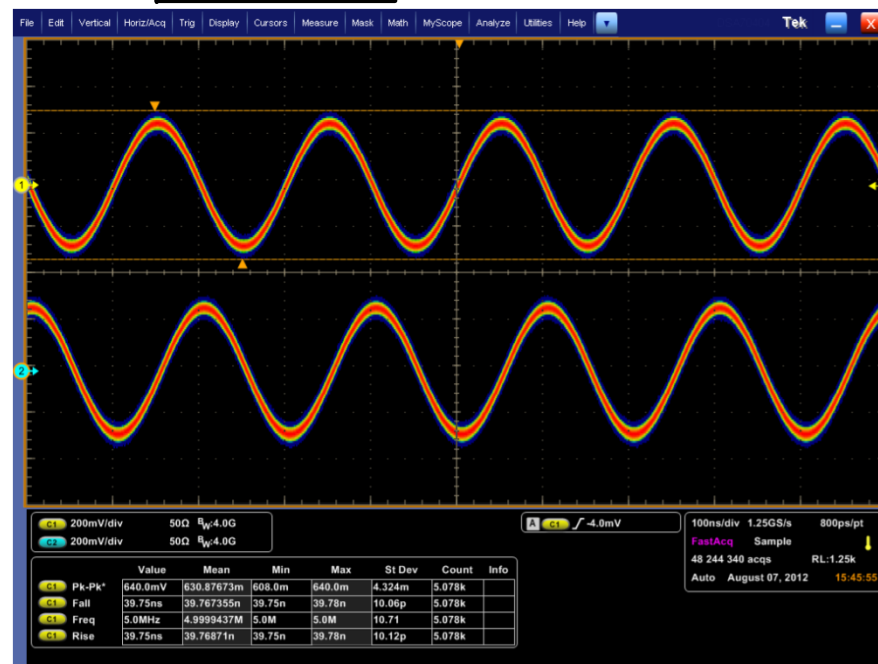 File Edit Vertical Horiz/Acq Trig Display Cursors Measure Mask Math MyScope Analyze Utilities Help Tek X
1
2
C1 200mV/div 50Ω BW:4.0G
C2 200mV/div 50Ω BW:4.0G
A C1 -4.0mV
100ns/div 1.25GS/s 800ps/pt
FastAcq Sample
48 244 340 acqs RL:1.25k
Auto August 07, 2012 15:45:55
Value Mean Min Max St Dev Count Info
C1 Pk-Pk* 640.0mV 630.87673m 608.0m 640.0m 4.324m 5.078k
C1 Fall 39.75ns 39.767355n 39.75n 39.78n 10.06p 5.078k
C1 Freq 5.0MHz 4.9999437M 5.0M 5.0M 10.71 5.078k
C1 Rise 39.75ns 39.76871n 39.75n 39.78n 10.12p 5.078k